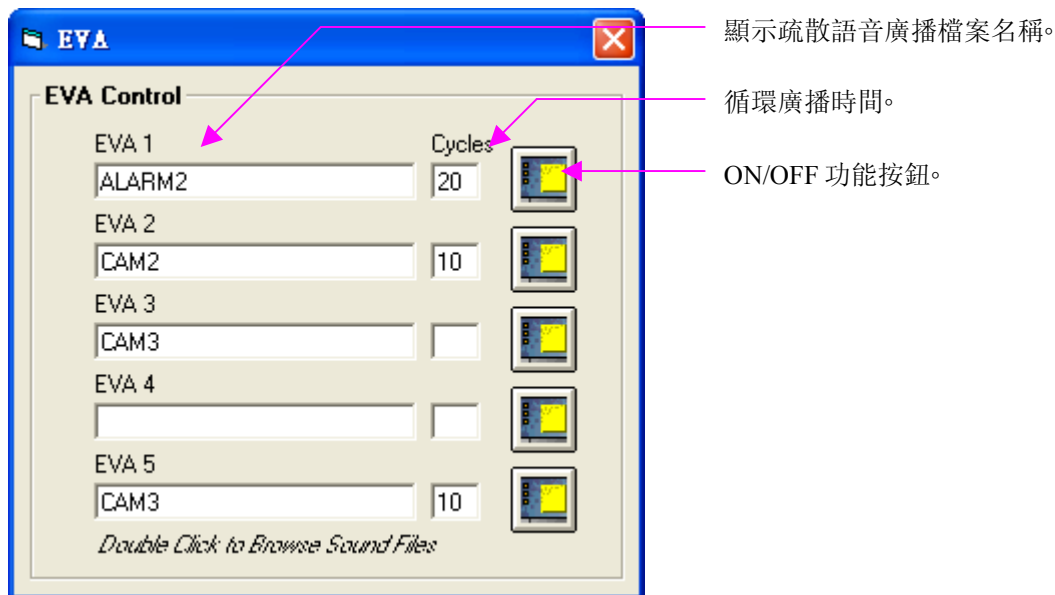 EVA
EVA Control
顯示疏散語音廣播檔案名稱。
循環廣播時間。
ON/OFF 功能按鈕。
EVA 1 Cycles
ALARM2 20
EVA 2
CAM2 10
EVA 3
CAM3
EVA 4
EVA 5
CAM3 10
Double Click to Browse Sound Files